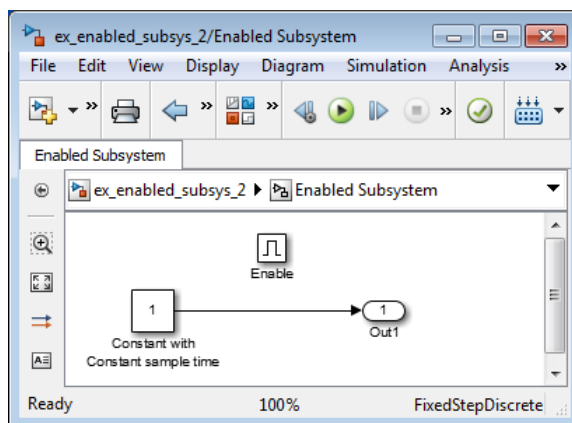 ex_enabled_subsys_2/Enabled Subsystem
File Edit View Display Diagram Simulation Analysis »
» » » »
Enabled Subsystem
ex_enabled_subsys_2 Enabled Subsystem
Enable
1 1
Out1
Constant with
Constant sample time
Ready 100% FixedStepDiscrete